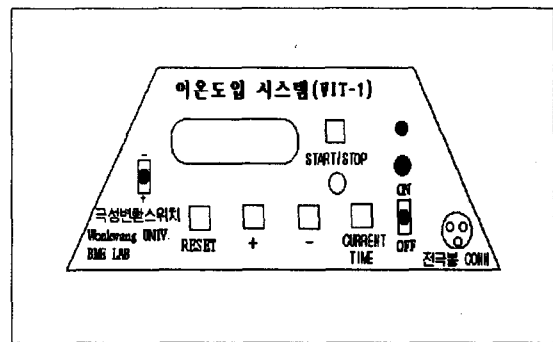 이온도입 시스템(WIT-1)
START/STOP
-
+
극성변환스위치
Wonkwang UNIV.
BME LAB
RESET
+
-
CURRENT
TIME
ON
OFF
전극봉 CONN